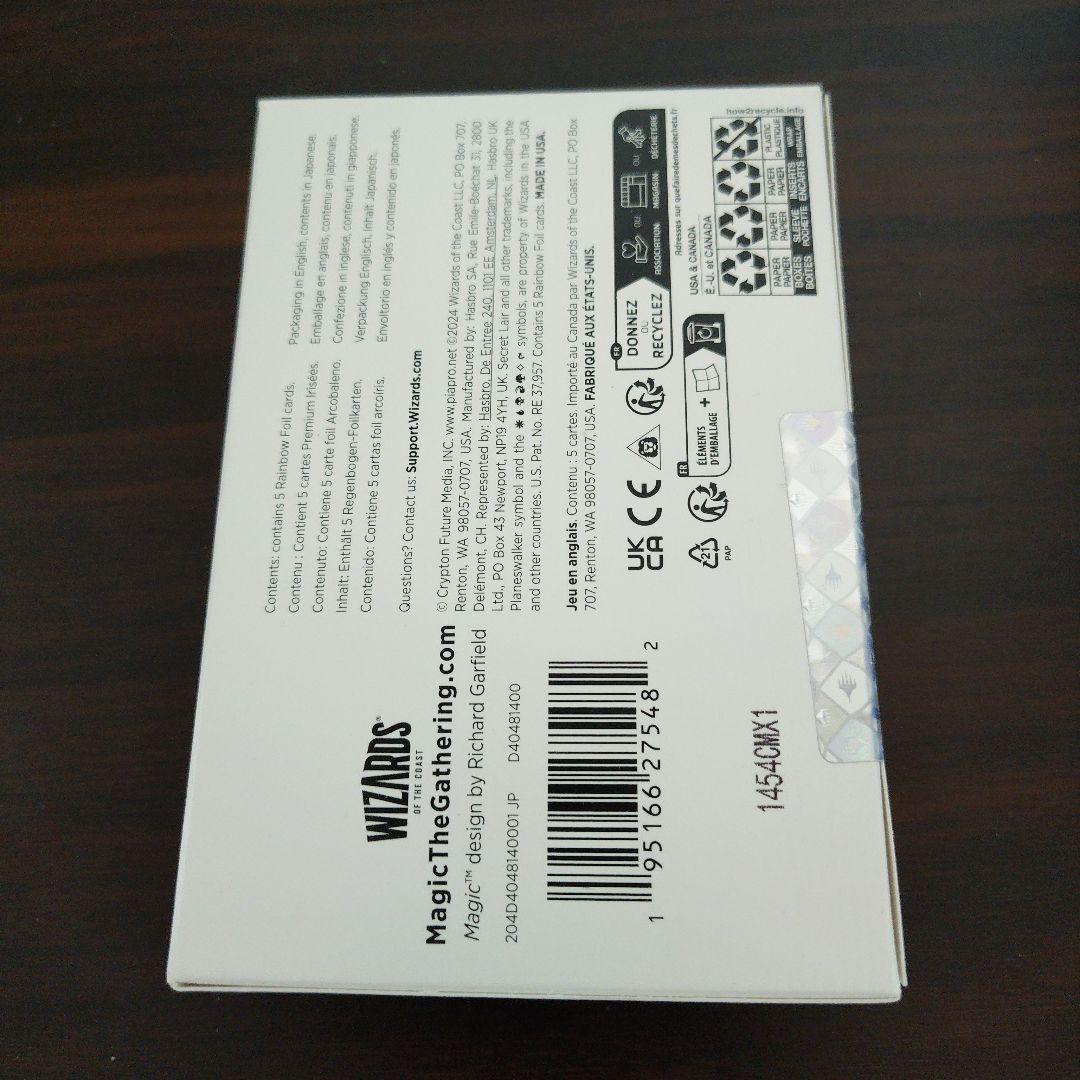 Contents: contains 5 Rainbow Foil cards.
Contenu : Contient 5 cartes Premium Irisées.
Contenuto: Contiene 5 carte foil Arcobaleno.
Inhalt: Enthält 5 Regenbogen-Foilkarten.
Contenido: Contiene 5 cartas foil arcoíris.
Packaging in English, contents in Japanese.
Emballage en anglais, contenu en japonais.
Confezione in inglese, contenuti in giapponese.
Verpackung Englisch, Inhalt Japanisch.
Envoltorio en inglés y contenido en japonés.
Questions? Contact us: Support.Wizards.com
© Crypton Future Media, INC. www.piapro.net ©2024 Wizards of the Coast LLC, PO Box 707,
Renton, WA 98057-0707, USA. Manufactured by: Hasbro SA, Rue Emile-Boéchat 31, 2800
Delémont, CH. Represented by: Hasbro, De Entree 240, 1101 EE Amsterdam, NL. Hasbro UK
Ltd., PO Box 43 Newport, NP19 4YH, UK. Secret Lair and all other trademarks, including the
Planeswalker symbol and the symbols, are property of Wizards in the USA
and other countries. U.S. Pat. No. RE 37,957. Contains 5 Rainbow Foil cards. MADE IN USA.
Jeu en anglais. Contenu : 5 cartes. Importé au Canada par Wizards of the Coast LLC, PO Box
707, Renton, WA 98057-0707, USA. FABRIQUÉ AUX ÉTATS-UNIS.
WIZARDS®
OF THE COAST
MagicTheGathering.com
Magic™ design by Richard Garfield
204D4048140001 JP D40481400
1 95166 27548 2
1454CMX1
UK
CA
CE
FR
DONNEZ
OU
RECYCLEZ
ASSOCIATION
OU
MAGASIN
OU
DÉCHÈTERIE
Adresses sur quefairedemesdechets.fr
21
PAP
FR
ÉLÉMENTS
D'EMBALLAGE
+
USA & CANADA
É.-U. et CANADA
how2recycle.info
PAPER
PAPIER
BOXES
BOÎTES
PAPER
PAPIER
SLEEVE
POCHETTE
PAPER
PAPIER
INSERTS
ENCARTS
PLASTIC
PLASTIQUE
WRAP
EMBALLAGE